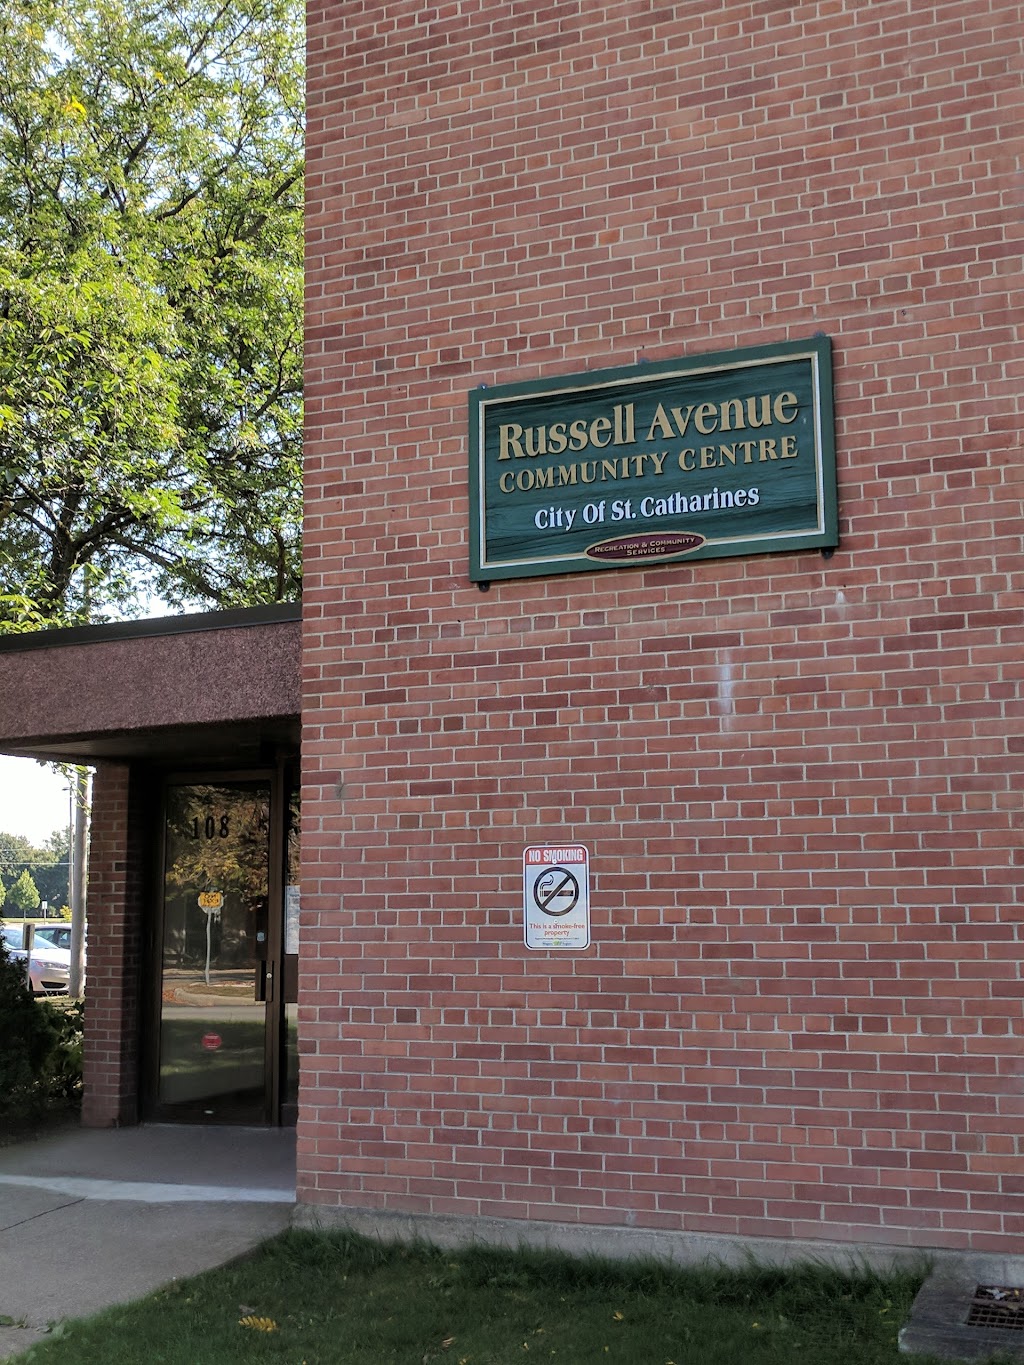 Russell Avenue
COMMUNITY CENTRE
City Of St. Catharines
RECREATION & COMMUNITY
SERVICES
108
NO SMOKING
This is a smoke-free
property